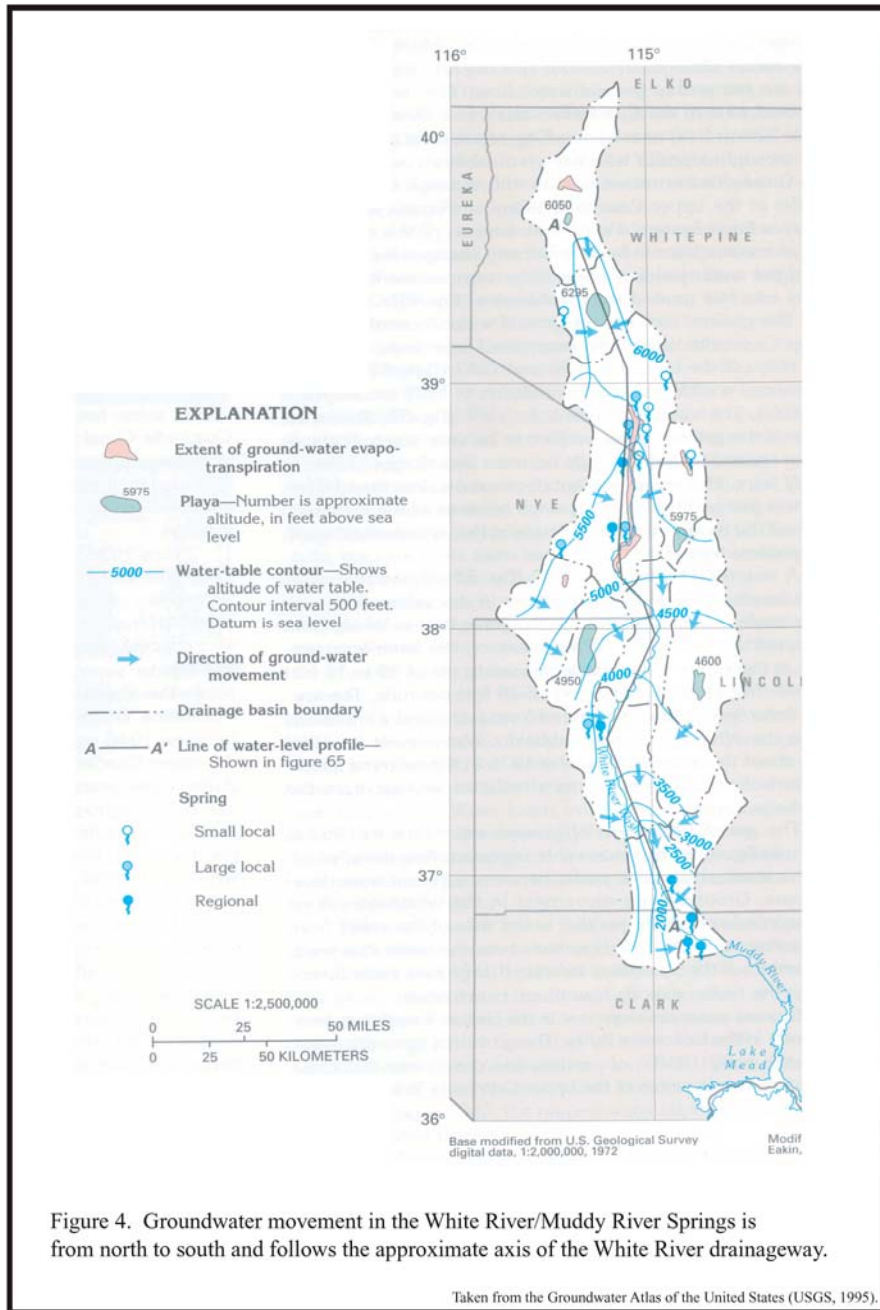 116°
115°
ELKO
40°
EUREKA
6050
A
WHITE PINE
6295
6000
39°
EXPLANATION
Extent of ground-water evapo-
transpiration
5975
Playa—Number is approximate
altitude, in feet above sea
level
5000
Water-table contour—Shows
altitude of water table.
Contour interval 500 feet.
Datum is sea level
Direction of ground-water
movement
Drainage basin boundary
A A' Line of water-level profile—
Shown in figure 65
Spring
Small local
Large local
Regional
SCALE 1:2,500,000
0 25 50 MILES
0 25 50 KILOMETERS
NYE
5500
5975
5000
4500
38°
4950
4000
4600
LINCOL
White River Wash
3500
3000
2500
37°
2000
A'
Muddy River
CLARK
Lake
Mead
36°
Base modified from U.S. Geological Survey
digital data, 1:2,000,000, 1972
Modif
Eakin,
Figure 4. Groundwater movement in the White River/Muddy River Springs is
from north to south and follows the approximate axis of the White River drainageway.
Taken from the Groundwater Atlas of the United States (USGS, 1995).